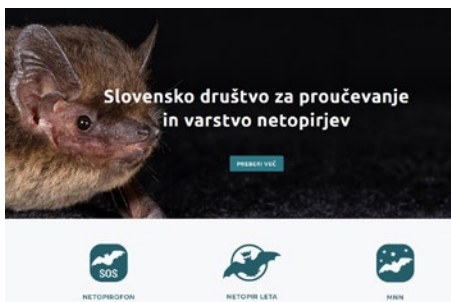 Slovensko društvo za proučevanje
in varstvo netopirjev
PREBERI VEČ
SOS
NETOPIROFON
NETOPIR LETA
MNN